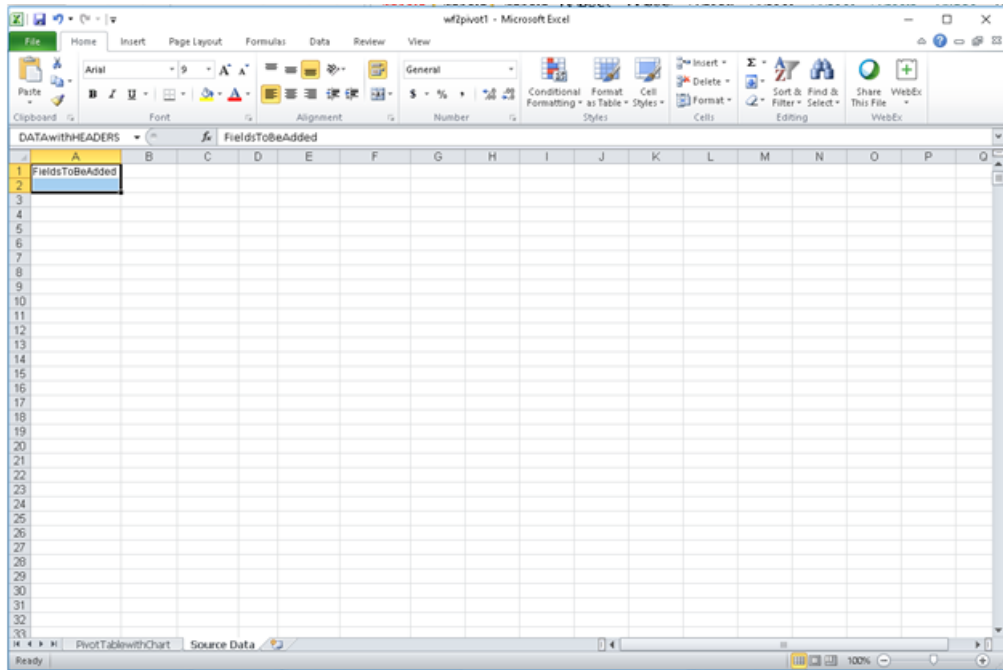 wf2pivot1 - Microsoft Excel
File Home Insert Page Layout Formulas Data Review View
Arial 9 A A General Insert
Delete
Format
Paste B I U A $ % , Conditional Formatting Format as Table Cell Styles Sort & Filter Find & Select Share This File WebEx
Clipboard Font Alignment Number Styles Cells Editing WebEx
DATAwithHEADERS fx FieldsToBeAdded
A B C D E F G H I J K L M N O P Q
1 FieldsToBeAdded
2
3
4
5
6
7
8
9
10
11
12
13
14
15
16
17
18
19
20
21
22
23
24
25
26
27
28
29
30
31
32
33
PivotTablewithChart Source Data
Ready 100%